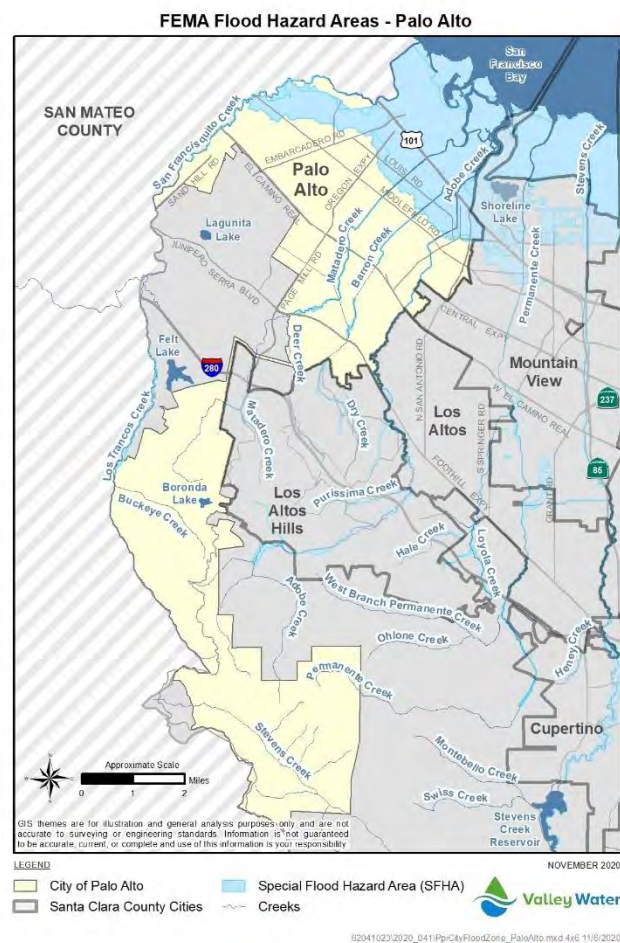 FEMA Flood Hazard Areas - Palo Alto
San
Francisco
Bay
SAN MATEO
COUNTY
San Francisquito Creek
EMBARCADERO RD
101
Stevens Creek
SAND HILL RD
Palo
Alto
OREGON EXPY
LOUIS RD
Adobe Creek
EL CAMINO REAL
MIDDLEFIELD RD
Shoreline
Lake
Lagunita
Lake
Matadero Creek
Barron Creek
Permanente Creek
JUNIPERO SERRA BLVD
PAGE MILL RD
CENTRAL EXPY
Felt
Lake
280
Deer Creek
Mountain
View
N SAN ANTONIO RD
Los
Altos
S SPRINGER RD
W EL CAMINO REAL
237
85
Los Trancos Creek
Matadero
Creek
Dry Creek
FOOTHILL EXPY
GRANT RD
Boronda
Lake
Los
Altos
Hills
Purissima Creek
Buckeye Creek
Hale Creek
Loyola Creek
Adobe
Creek
West Branch Permanente Creek
Ohlone Creek
Heney Creek
Permanente Creek
Stevens Creek
Cupertino
Montebello Creek
Swiss Creek
Stevens
Creek
Reservoir
Approximate Scale
0 1 2 Miles
GIS themes are for illustration and general analysis purposes only and are not
accurate to surveying or engineering standards. Information is not guaranteed
to be accurate, current, or complete and use of this information is your responsibility
LEGEND
NOVEMBER 2020
City of Palo Alto
Special Flood Hazard Area (SFHA)
Santa Clara County Cities
Creeks
Valley Water